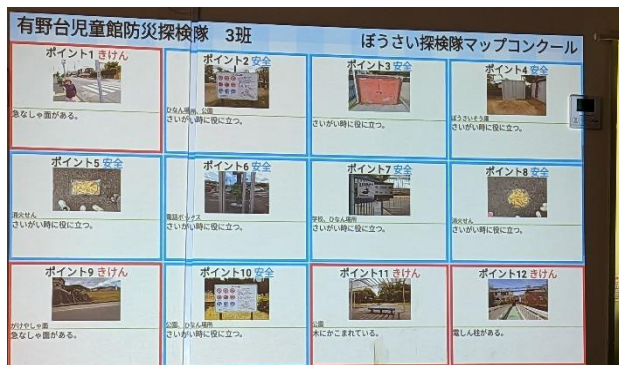 有野台児童館防災探検隊　3班
ぼうさい探検隊マップコンクール
ポイント1 きけん
急なしゃ面がある。
ポイント2 安全
ひなん場所、公園
さいがい時に役に立つ。
ポイント3 安全
さいがい時に役に立つ。
ポイント4 安全
ぼうさいそう庫
さいがい時に役に立つ。
ポイント5 安全
消火せん
さいがい時に役に立つ。
ポイント6 安全
電話ボックス
さいがい時に役に立つ。
ポイント7 安全
学校、ひなん場所
さいがい時に役に立つ。
ポイント8 安全
消火せん
さいがい時に役に立つ。
ポイント9 きけん
がけやしゃ面
急なしゃ面がある。
ポイント10 安全
公園、ひなん場所
さいがい時に役に立つ。
ポイント11 きけん
公園
木にかこまれている。
ポイント12 きけん
電しん柱がある。